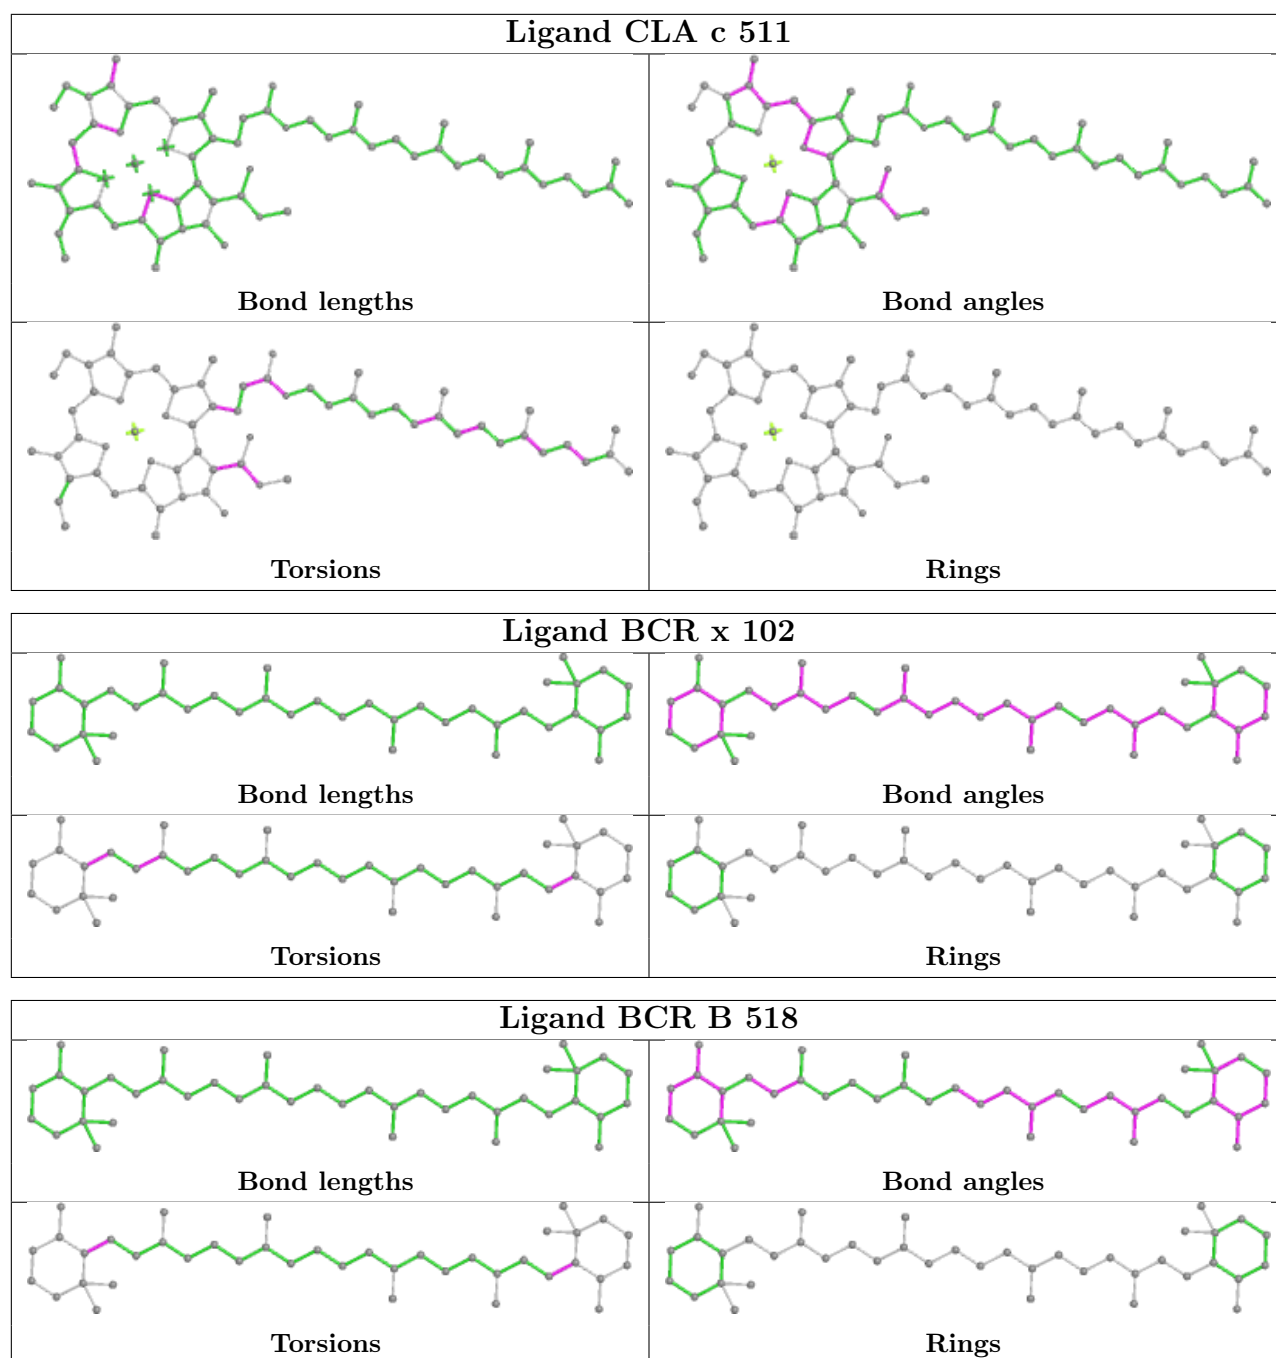 Ligand CLA c 511
Bond lengths
Bond angles
Torsions
Rings
Ligand BCR x 102
Bond lengths
Bond angles
Torsions
Rings
Ligand BCR B 518
Bond lengths
Bond angles
Torsions
Rings